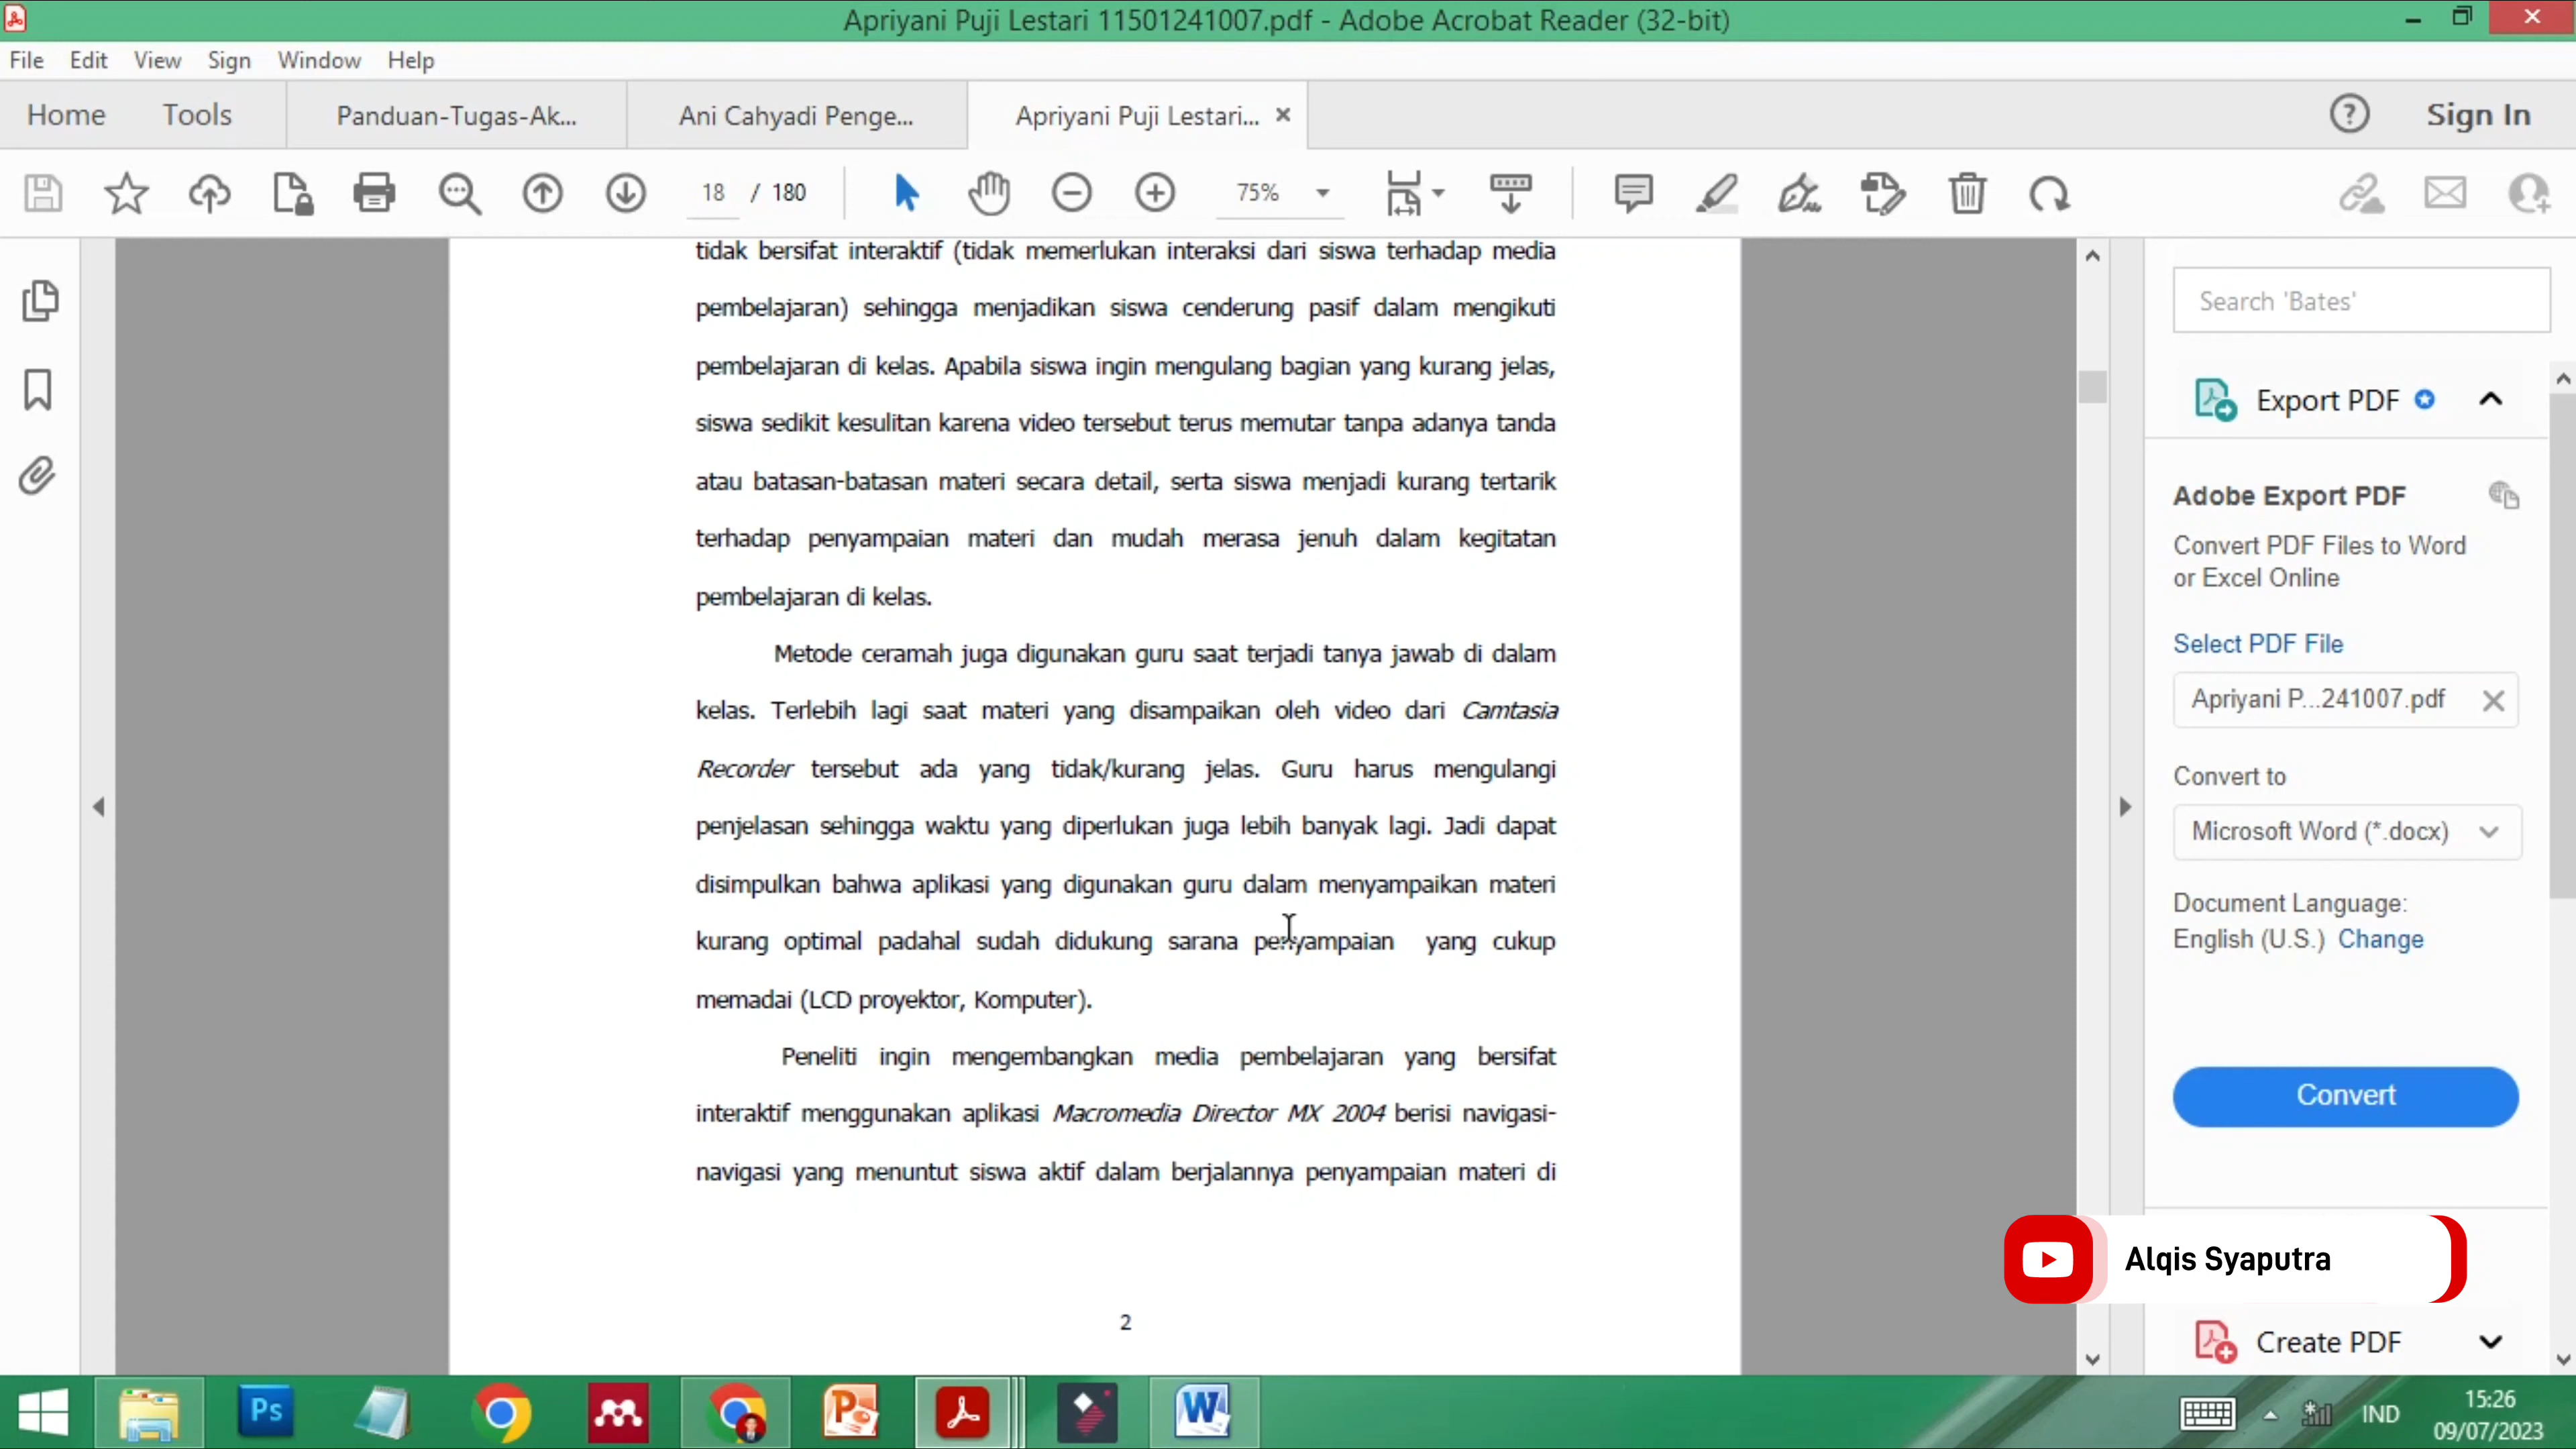 Apriyani Puji Lestari 11501241007.pdf - Adobe Acrobat Reader (32-bit)
File Edit View Sign Window Help
Home Tools Panduan-Tugas-Ak... Ani Cahyadi Penge... Apriyani Puji Lestari... Sign In
18 / 180 75%
tidak bersifat interaktif (tidak memerlukan interaksi dari siswa terhadap media
pembelajaran) sehingga menjadikan siswa cenderung pasif dalam mengikuti
pembelajaran di kelas. Apabila siswa ingin mengulang bagian yang kurang jelas,
siswa sedikit kesulitan karena video tersebut terus memutar tanpa adanya tanda
atau batasan-batasan materi secara detail, serta siswa menjadi kurang tertarik
terhadap penyampaian materi dan mudah merasa jenuh dalam kegitatan
pembelajaran di kelas.
Metode ceramah juga digunakan guru saat terjadi tanya jawab di dalam
kelas. Terlebih lagi saat materi yang disampaikan oleh video dari Camtasia
Recorder tersebut ada yang tidak/kurang jelas. Guru harus mengulangi
penjelasan sehingga waktu yang diperlukan juga lebih banyak lagi. Jadi dapat
disimpulkan bahwa aplikasi yang digunakan guru dalam menyampaikan materi
kurang optimal padahal sudah didukung sarana penyampaian yang cukup
memadai (LCD proyektor, Komputer).
Peneliti ingin mengembangkan media pembelajaran yang bersifat
interaktif menggunakan aplikasi Macromedia Director MX 2004 berisi navigasi-
navigasi yang menuntut siswa aktif dalam berjalannya penyampaian materi di
2
Search 'Bates'
Export PDF
Adobe Export PDF
Convert PDF Files to Word
or Excel Online
Select PDF File
Apriyani P...241007.pdf
Convert to
Microsoft Word (*.docx)
Document Language:
English (U.S.) Change
Convert
Alqis Syaputra
Create PDF
Ps
IND
15:26
09/07/2023